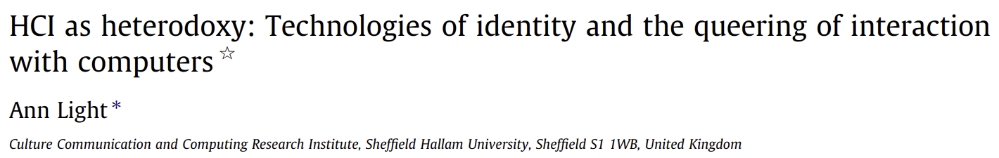 HCI as heterodoxy: Technologies of identity and the queering of interaction
with computers ☆
Ann Light *
Culture Communication and Computing Research Institute, Sheffield Hallam University, Sheffield S1 1WB, United Kingdom